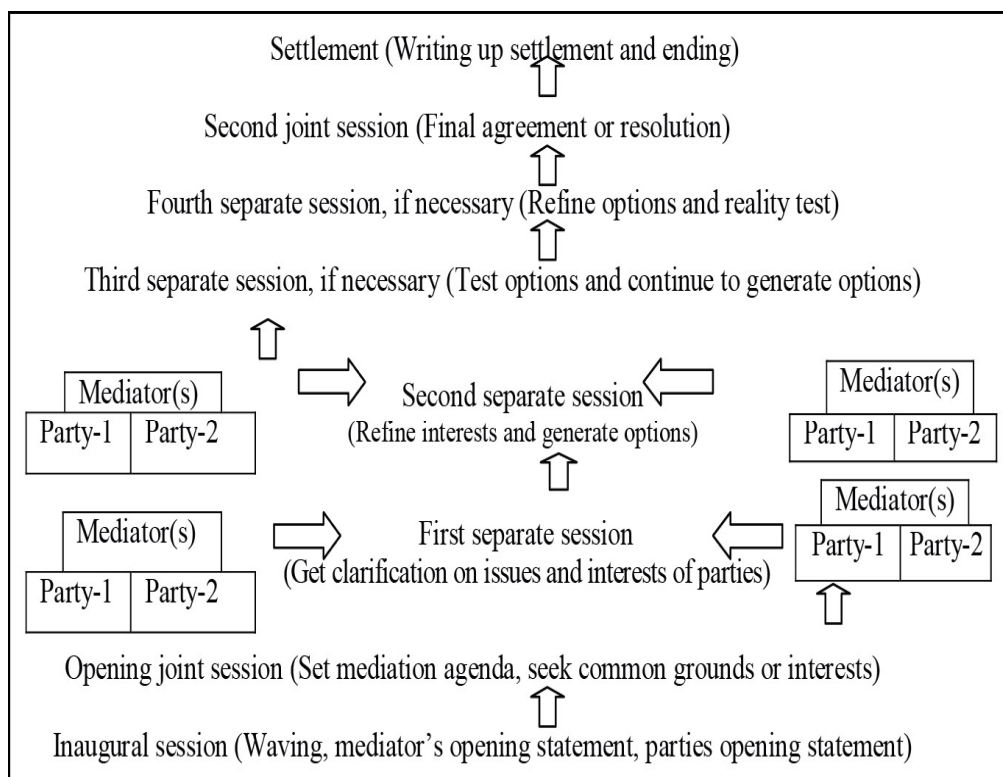 Settlement (Writing up settlement and ending)
Second joint session (Final agreement or resolution)
Fourth separate session, if necessary (Refine options and reality test)
Third separate session, if necessary (Test options and continue to generate options)
Mediator(s)
Party-1 Party-2
Second separate session
(Refine interests and generate options)
Mediator(s)
Party-1 Party-2
Mediator(s)
Party-1 Party-2
First separate session
(Get clarification on issues and interests of parties)
Mediator(s)
Party-1 Party-2
Opening joint session (Set mediation agenda, seek common grounds or interests)
Inaugural session (Waving, mediator's opening statement, parties opening statement)